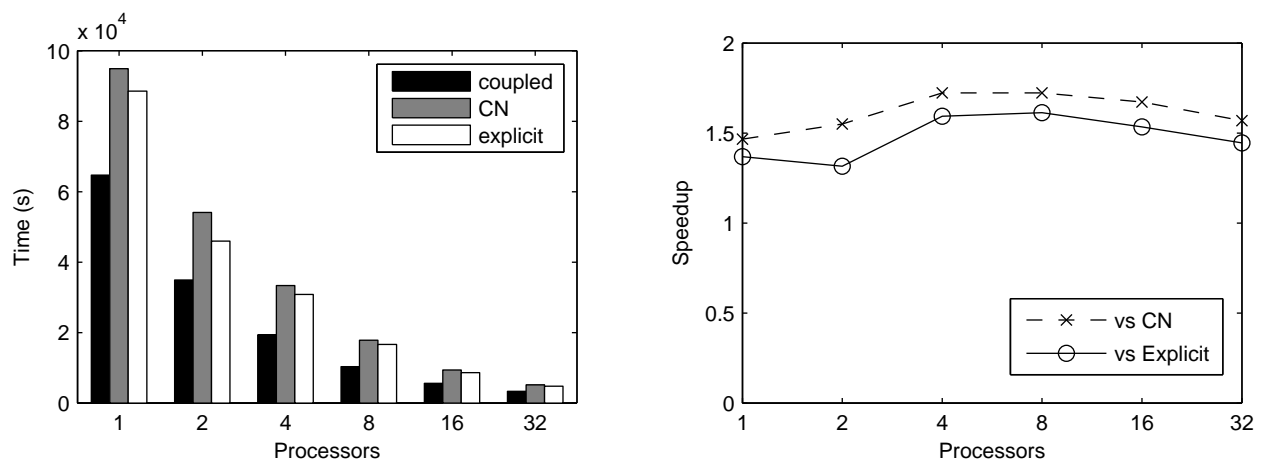 x 10^4
10
8
6
4
2
0
Time (s)
coupled
CN
explicit
1 2 4 8 16 32
Processors
2
1.5
1
0.5
0
Speedup
vs CN
vs Explicit
1 2 4 8 16 32
Processors